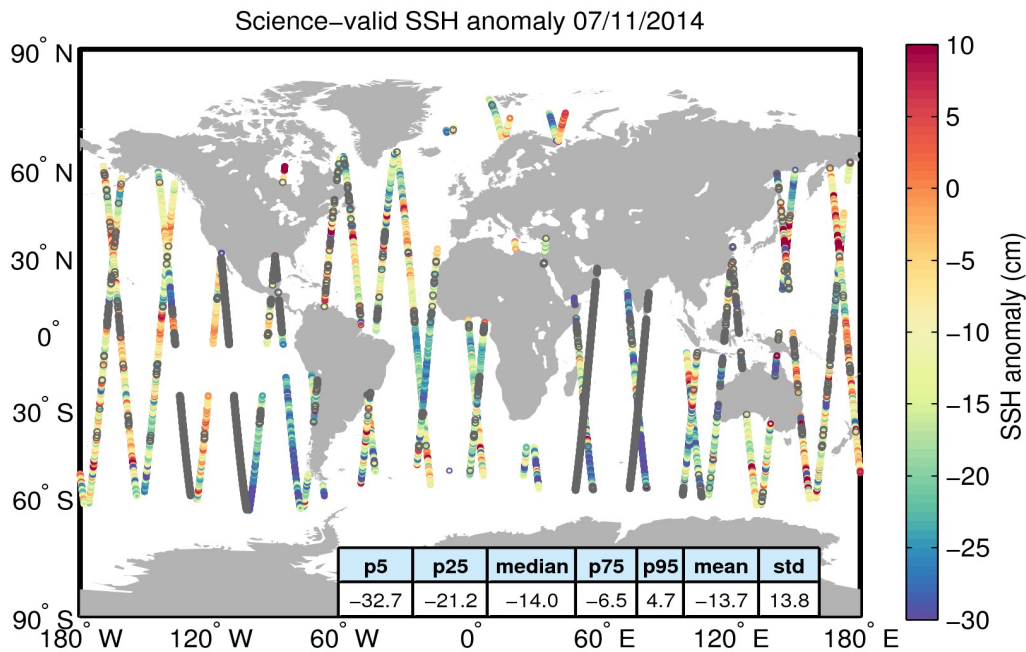 Science−valid SSH anomaly 07/11/2014
90° N
60° N
30° N
0°
30° S
60° S
90° S
180° W
120° W
60° W
0°
60° E
120° E
180° E
p5 p25 median p75 p95 mean std
−32.7 −21.2 −14.0 −6.5 4.7 −13.7 13.8
10
5
0
−5
−10
−15
−20
−25
−30
SSH anomaly (cm)